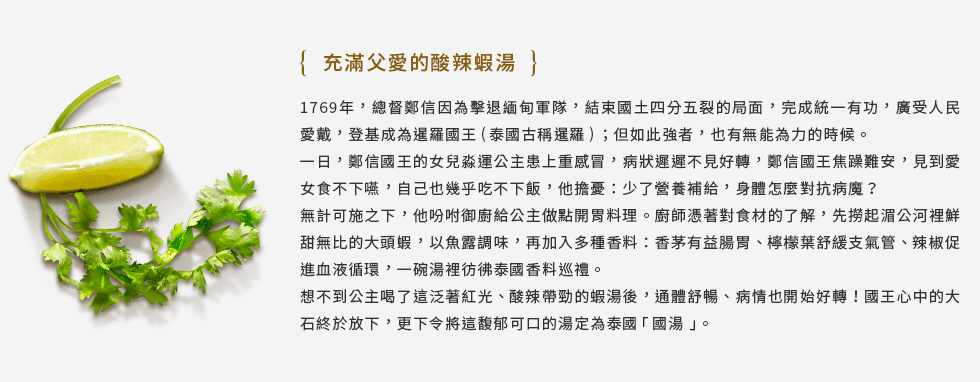 { 充滿父愛的酸辣蝦湯 }
1769年，總督鄭信因為擊退緬甸軍隊，結束國土四分五裂的局面，完成統一有功，廣受人民
愛戴，登基成為暹羅國王 ( 泰國古稱暹羅 ) ；但如此強者，也有無能為力的時候。
一日，鄭信國王的女兒淼運公主患上重感冒，病狀遲遲不見好轉，鄭信國王焦躁難安，見到愛
女食不下嚥，自己也幾乎吃不下飯，他擔憂：少了營養補給，身體怎麼對抗病魔？
無計可施之下，他吩咐御廚給公主做點開胃料理。廚師憑著對食材的了解，先撈起湄公河裡鮮
甜無比的大頭蝦，以魚露調味，再加入多種香料：香茅有益腸胃、檸檬葉舒緩支氣管、辣椒促
進血液循環，一碗湯裡彷彿泰國香料巡禮。
想不到公主喝了這泛著紅光、酸辣帶勁的蝦湯後，通體舒暢、病情也開始好轉！國王心中的大
石終於放下，更下令將這馥郁可口的湯定為泰國「 國湯 」。